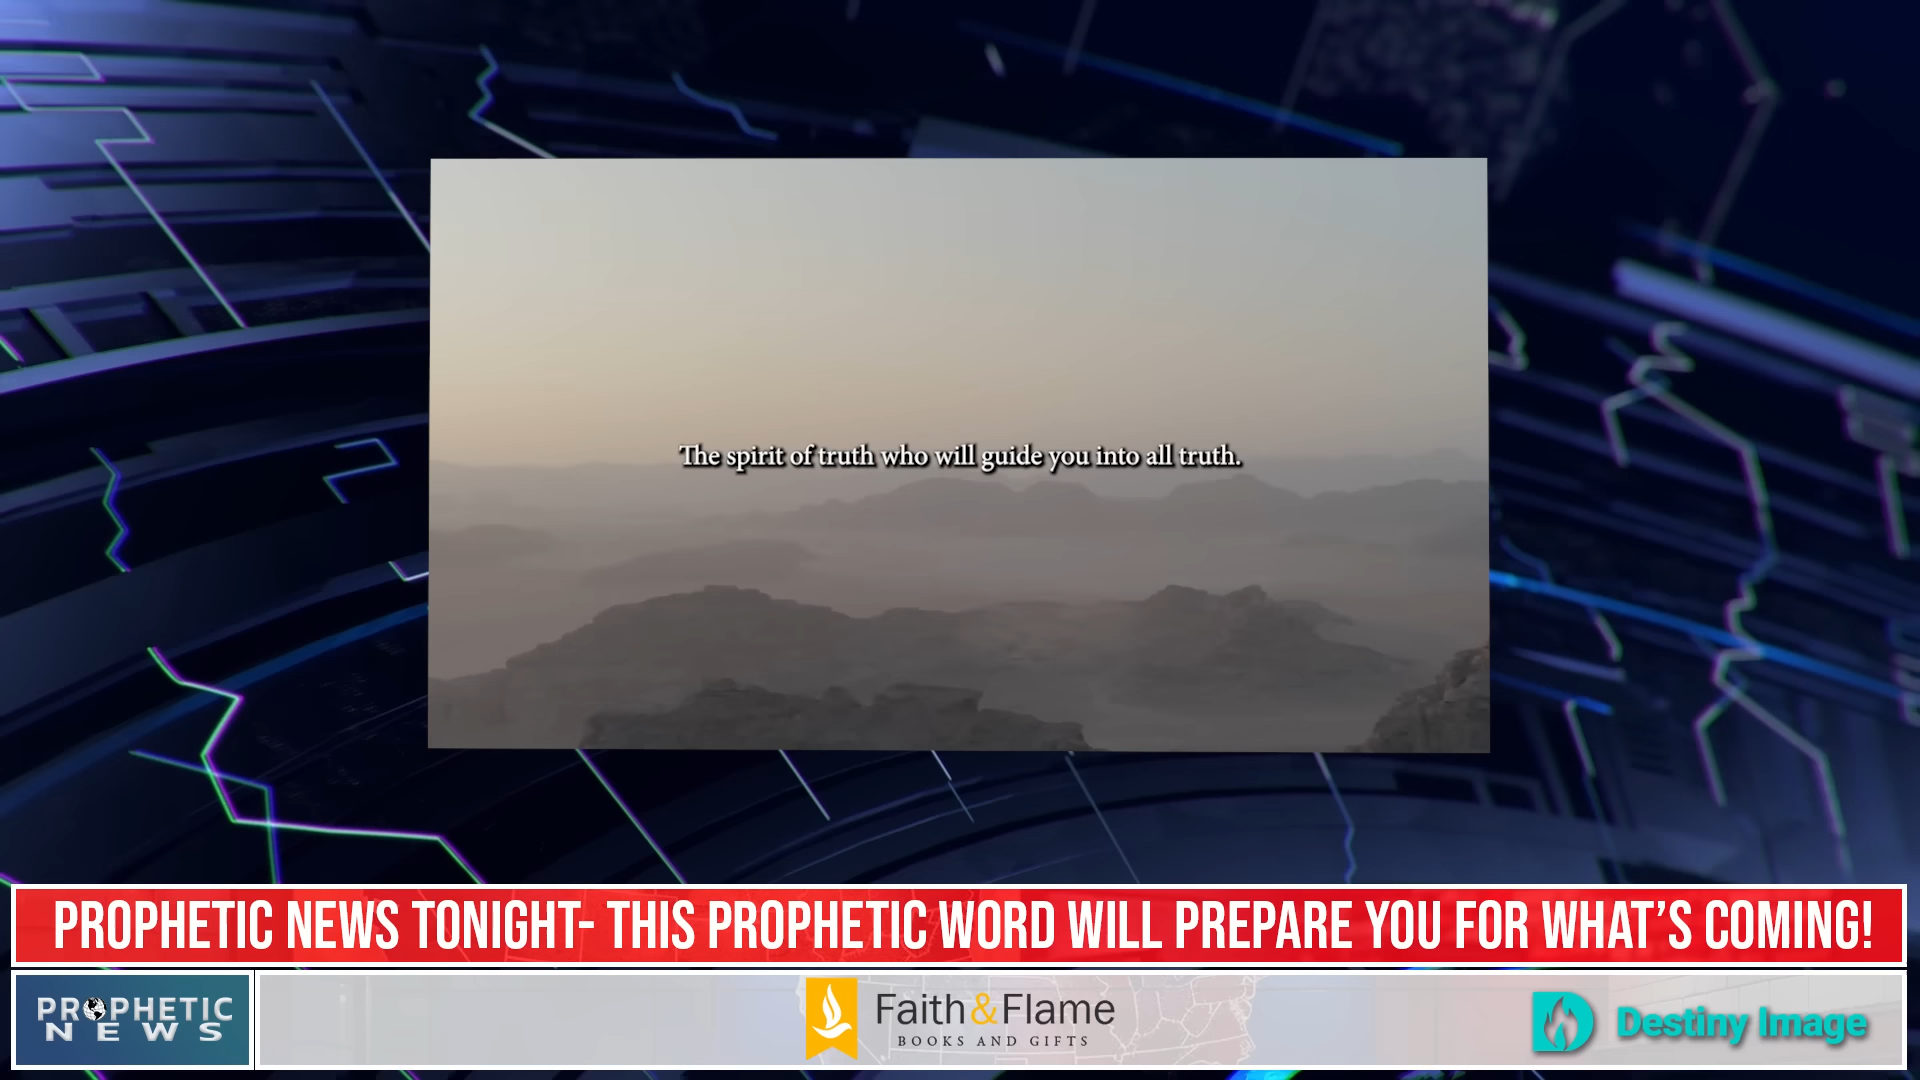 The spirit of truth who will guide you into all truth.
PROPHETIC NEWS TONIGHT- THIS PROPHETIC WORD WILL PREPARE YOU FOR WHAT’S COMING!
PROPHETIC
NEWS
Faith&Flame
BOOKS AND GIFTS
Destiny Image